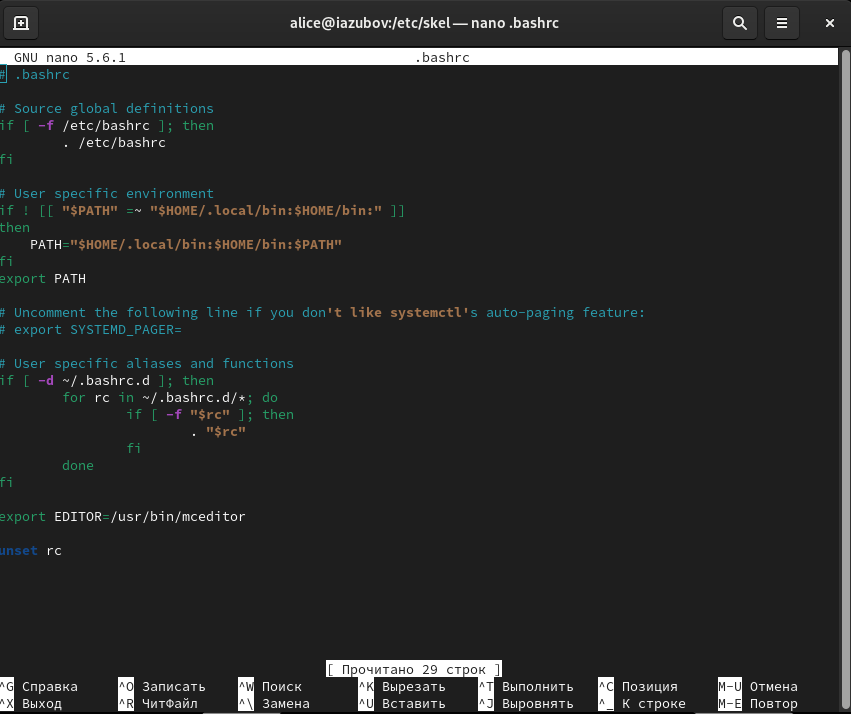 alice@iazubov:/etc/skel — nano .bashrc
GNU nano 5.6.1 .bashrc
# .bashrc
# Source global definitions
if [ -f /etc/bashrc ]; then
        . /etc/bashrc
fi
# User specific environment
if ! [[ "$PATH" =~ "$HOME/.local/bin:$HOME/bin:" ]]
then
    PATH="$HOME/.local/bin:$HOME/bin:$PATH"
fi
export PATH
# Uncomment the following line if you don't like systemctl's auto-paging feature:
# export SYSTEMD_PAGER=
# User specific aliases and functions
if [ -d ~/.bashrc.d ]; then
        for rc in ~/.bashrc.d/*; do
                if [ -f "$rc" ]; then
                        . "$rc"
                fi
        done
fi
export EDITOR=/usr/bin/mceditor
unset rc
[ Прочитано 29 строк ]
^G Справка ^O Записать ^W Поиск ^K Вырезать ^T Выполнить ^C Позиция M-U Отмена
^X Выход ^R ЧитФайл ^\ Замена ^U Вставить ^J Выровнять ^_ К строке M-E Повтор